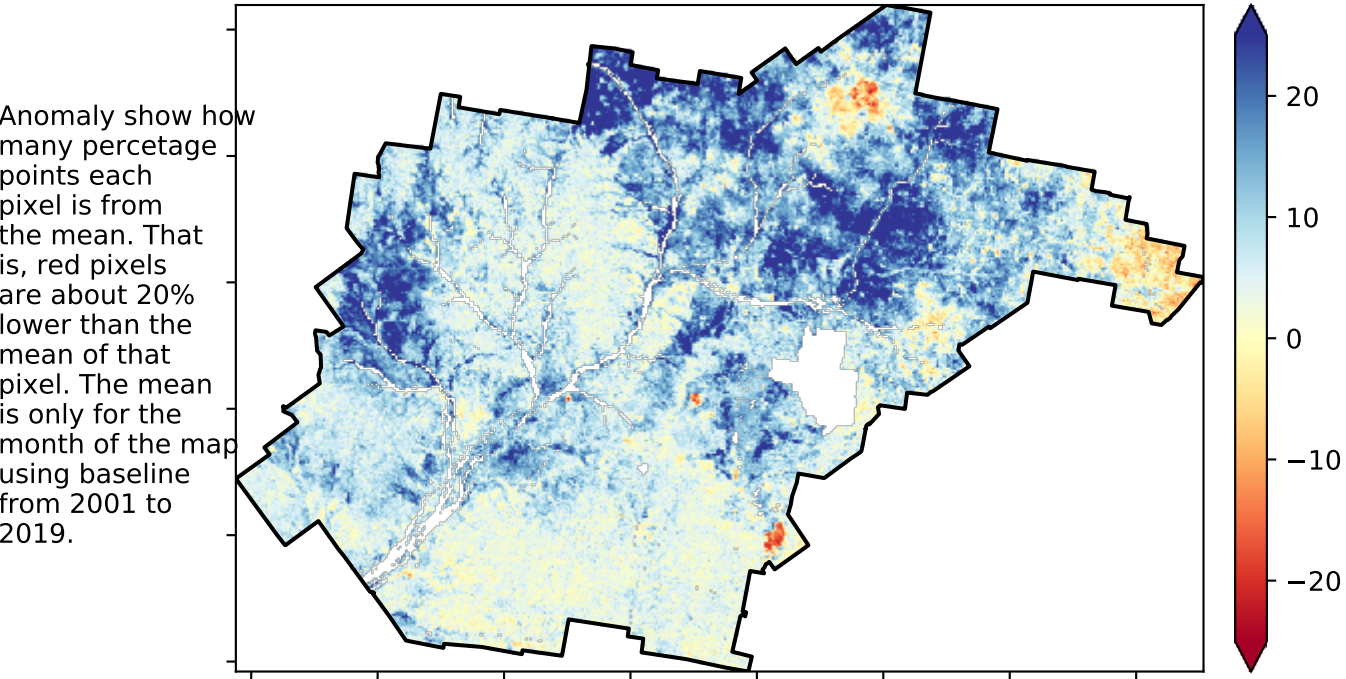 Anomaly show how
many percetage
points each
pixel is from
the mean. That
is, red pixels
are about 20%
lower than the
mean of that
pixel. The mean
is only for the
month of the map
using baseline
from 2001 to
2019.
20
10
0
−10
−20